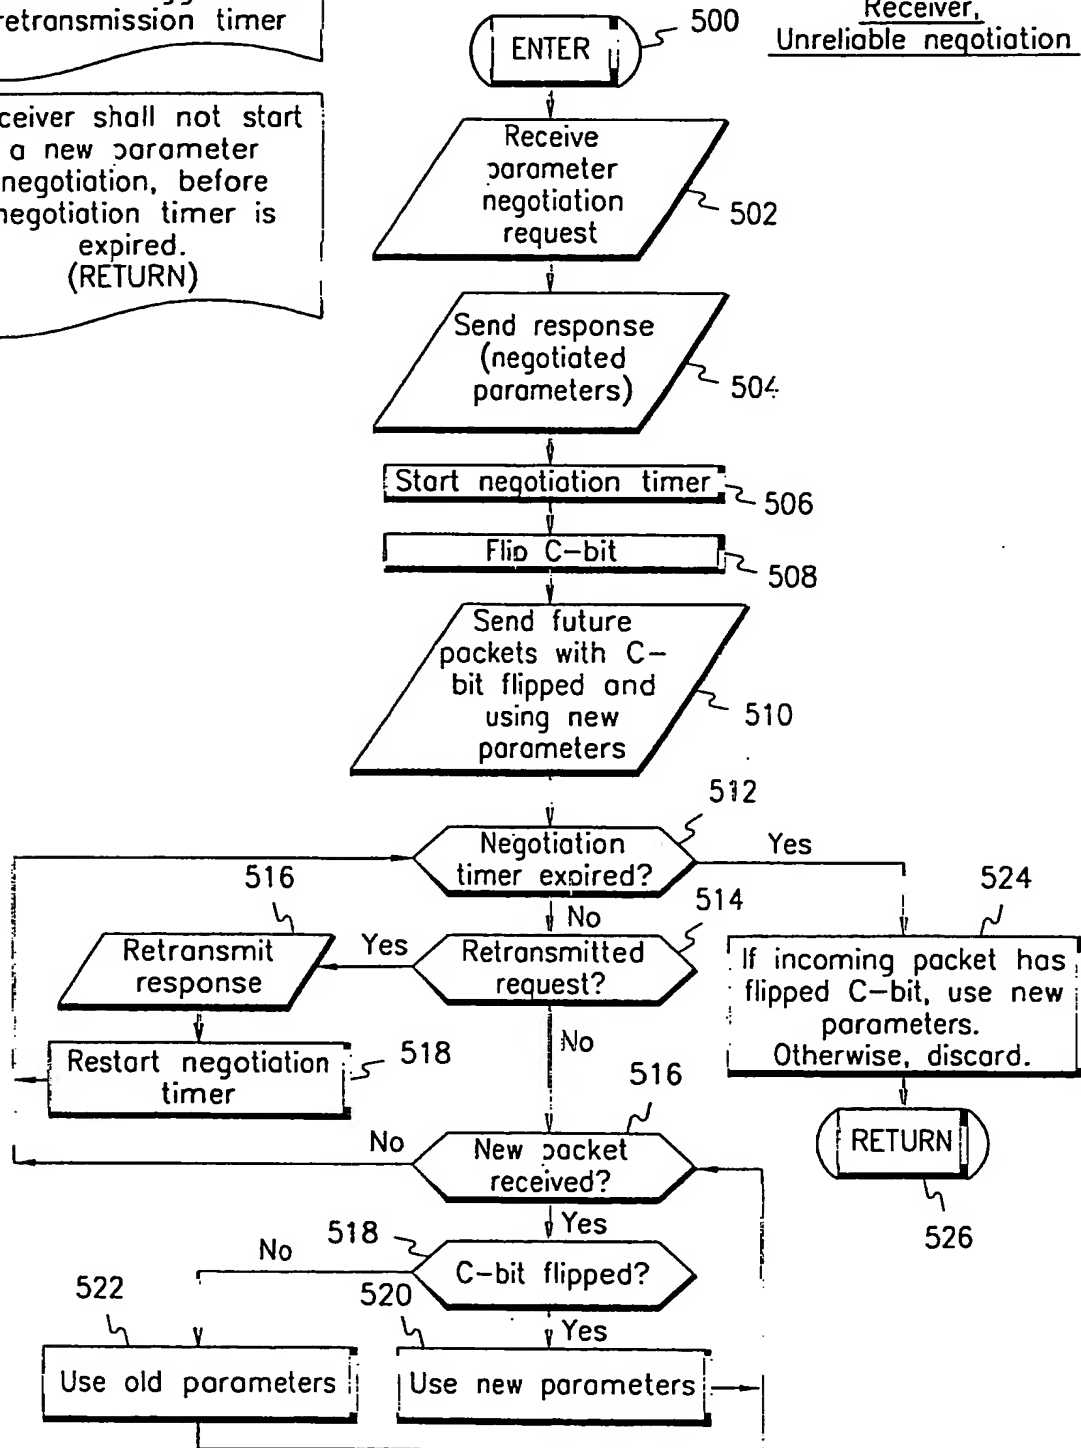 retransmission timer
ceiver shall not start
a new parameter
negotiation, before
negotiation timer is
expired.
(RETURN)
Receiver,
Unreliable negotiation
ENTER
500
Receive
parameter
negotiation
request
502
Send response
(negotiated
parameters)
504
Start negotiation timer
506
Flip C-bit
508
Send future
packets with C-
bit flipped and
using new
parameters
510
512
Negotiation
timer expired?
Yes
No
516
514
Retransmit
response
Yes
Retransmitted
request?
524
If incoming packet has
flipped C-bit, use new
parameters.
Otherwise, discard.
Restart negotiation
timer
518
No
516
No
New packet
received?
RETURN
526
Yes
518
No
C-bit flipped?
522
520
Yes
Use old parameters
Use new parameters